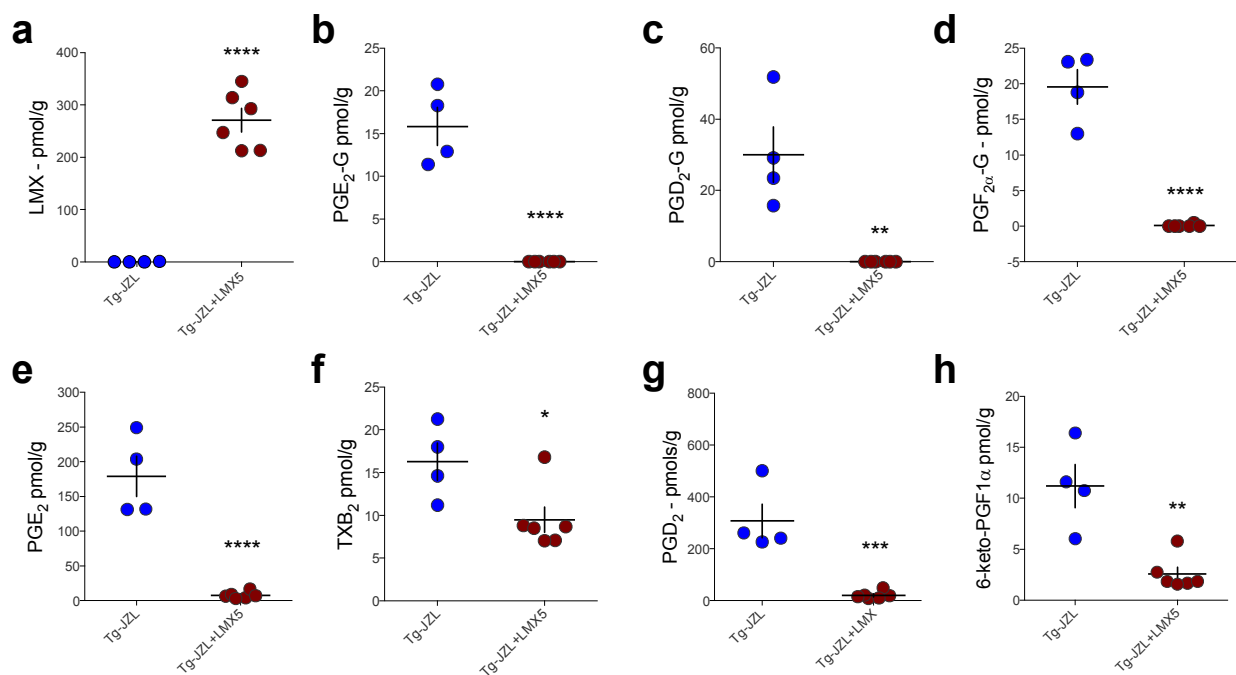 a
LMX - pmol/g
400
300
200
100
0
****
Tg-JZL
Tg-JZL+LMX5
b
PGE₂-G pmol/g
25
20
15
10
5
0
****
Tg-JZL
Tg-JZL+LMX5
c
PGD₂-G pmol/g
60
40
20
0
**
Tg-JZL
Tg-JZL+LMX5
d
PGF₂α-G - pmol/g
25
20
15
10
5
0
-5
****
Tg-JZL
Tg-JZL+LMX5
e
PGE₂ pmol/g
300
250
200
150
100
50
0
****
Tg-JZL
Tg-JZL+LMX5
f
TXB₂ pmol/g
25
20
15
10
5
0
*
Tg-JZL
Tg-JZL+LMX5
g
PGD₂ - pmols/g
800
600
400
200
0
***
Tg-JZL
Tg-JZL+LMX
h
6-keto-PGF1α pmol/g
20
15
10
5
0
**
Tg-JZL
Tg-JZL+LMX5